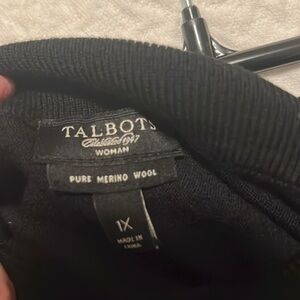 TALBOTS
Established 1947
WOMAN
PURE MERINO WOOL
1X
MADE IN
CHINA